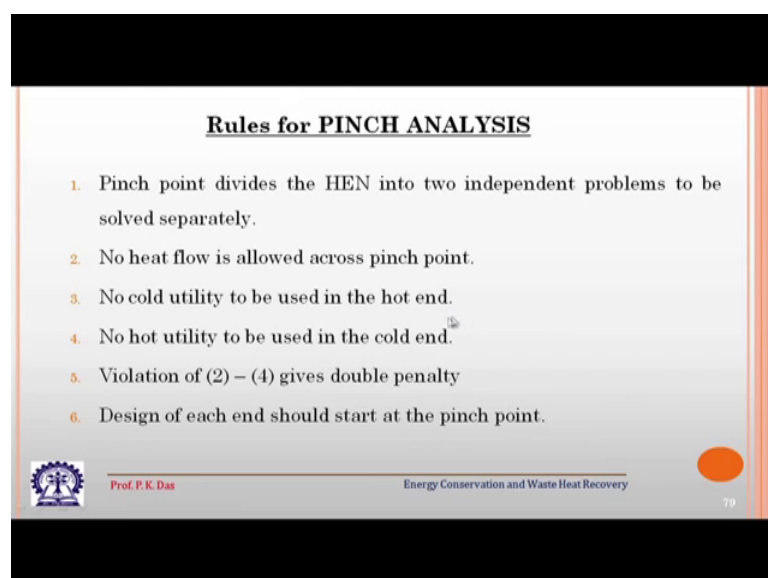 Rules for PINCH ANALYSIS
1. Pinch point divides the HEN into two independent problems to be
solved separately.
2. No heat flow is allowed across pinch point.
3. No cold utility to be used in the hot end.
4. No hot utility to be used in the cold end.
5. Violation of (2) – (4) gives double penalty
6. Design of each end should start at the pinch point.
Prof. P. K. Das Energy Conservation and Waste Heat Recovery
79